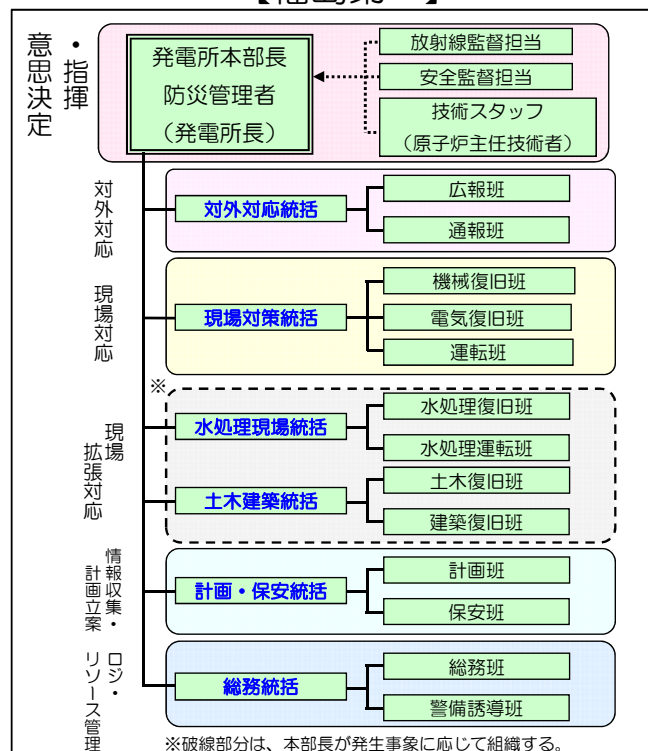 【福島第一】
意思決定
・指揮
発電所本部長
防災管理者
（発電所長）
放射線監督担当
安全監督担当
技術スタッフ
（原子炉主任技術者）
対外対応
対外対応統括
広報班
通報班
現場対応
現場対策統括
機械復旧班
電気復旧班
運転班
※
現場
拡張対応
水処理現場統括
水処理復旧班
水処理運転班
土木建築統括
土木復旧班
建築復旧班
情報収集・
計画立案
計画・保安統括
計画班
保安班
ロジ・
リソース管理
総務統括
総務班
警備誘導班
※破線部分は、本部長が発生事象に応じて組織する。